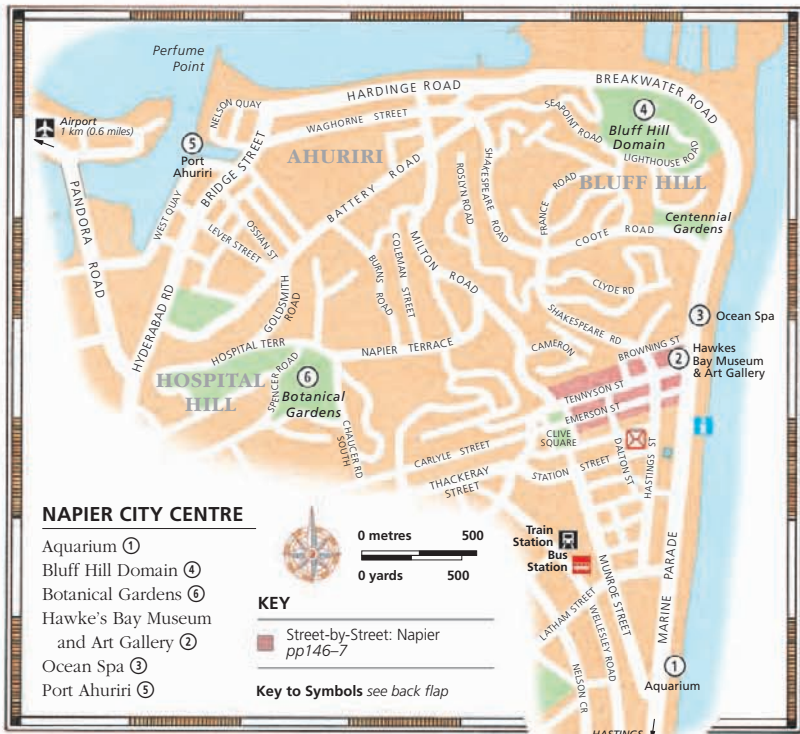 Perfume
Point
Airport
1 km (0.6 miles)
NELSON QUAY
HARDINGE ROAD
BREAKWATER ROAD
WAGHORNE STREET
SEAPOINT ROAD
4
Bluff Hill
Domain
LIGHTHOUSE ROAD
5
Port
Ahuriri
BRIDGE STREET
AHURIRI
BATTERY ROAD
ROSLYN ROAD
SHAKESPEARE ROAD
FRANCE ROAD
BLUFF HILL
PANDORA ROAD
WEST QUAY
LEVER STREET
OSSIAN ST
Centennial
Gardens
COOTE ROAD
MILTON ROAD
COLEMAN STREET
BURNS ROAD
CLYDE RD
GOLDSMITH
ROAD
HYDERABAD RD
3
Ocean Spa
SHAKESPEARE RD
CAMERON
BROWNING ST
2
Hawkes
Bay Museum
& Art Gallery
HOSPITAL TERR
NAPIER TERRACE
HOSPITAL
HILL
SPENCER ROAD
6
Botanical
Gardens
TENNYSON ST
EMERSON ST
CLIVE
SQUARE
CHAUCER RD
SOUTH
CARLYLE STREET
THACKERAY
STREET
STATION STREET
DALTON ST
HASTINGS ST
i
Train
Station
Bus
Station
MUNROE STREET
MARINE PARADE
LATHAM STREET
WELLESLEY ROAD
NELSON CR
1
Aquarium
HASTINGS
NAPIER CITY CENTRE
Aquarium 1
Bluff Hill Domain 4
Botanical Gardens 6
Hawke's Bay Museum
and Art Gallery 2
Ocean Spa 3
Port Ahuriri 5
0 metres 500
0 yards 500
KEY
Street-by-Street: Napier
pp146–7
Key to Symbols see back flap